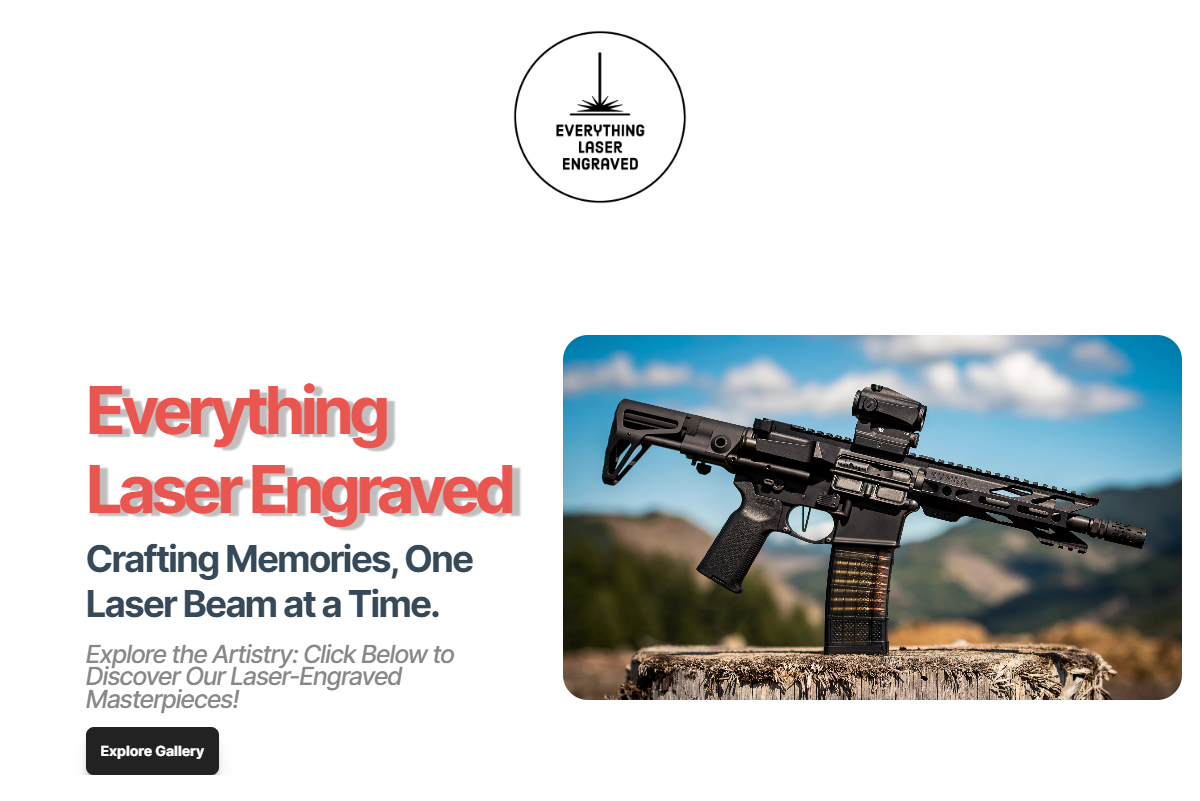 EVERYTHING
LASER
ENGRAVED
Everything
Laser Engraved
Crafting Memories, One
Laser Beam at a Time.
Explore the Artistry: Click Below to
Discover Our Laser-Engraved
Masterpieces!
Explore Gallery